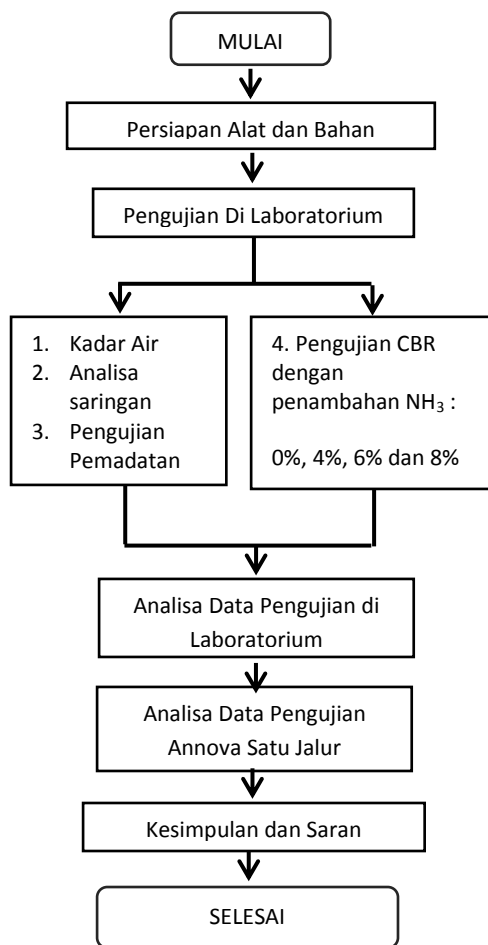 MULAI
Persiapan Alat dan Bahan
Pengujian Di Laboratorium
1. Kadar Air
2. Analisa
saringan
3. Pengujian
Pemadatan
4. Pengujian CBR
dengan
penambahan NH₃ :
0%, 4%, 6% dan 8%
Analisa Data Pengujian di
Laboratorium
Analisa Data Pengujian
Annova Satu Jalur
Kesimpulan dan Saran
SELESAI